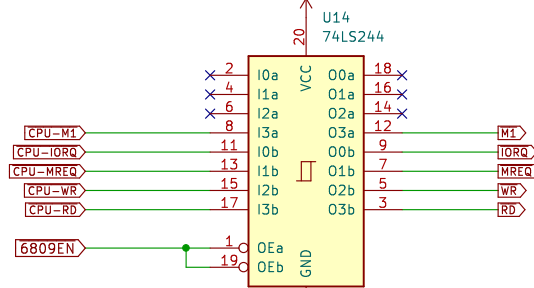 U14
74LS244
20
VCC
2 I0a O0a 18
4 I1a O1a 16
6 I2a O2a 14
CPU-M1 8 I3a O3a 12 M1
CPU-IORQ 11 I0b O0b 9 IORQ
CPU-MREQ 13 I1b O1b 7 MREQ
CPU-WR 15 I2b O2b 5 WR
CPU-RD 17 I3b O3b 3 RD
6809EN 1 OEa
19 OEb
GND